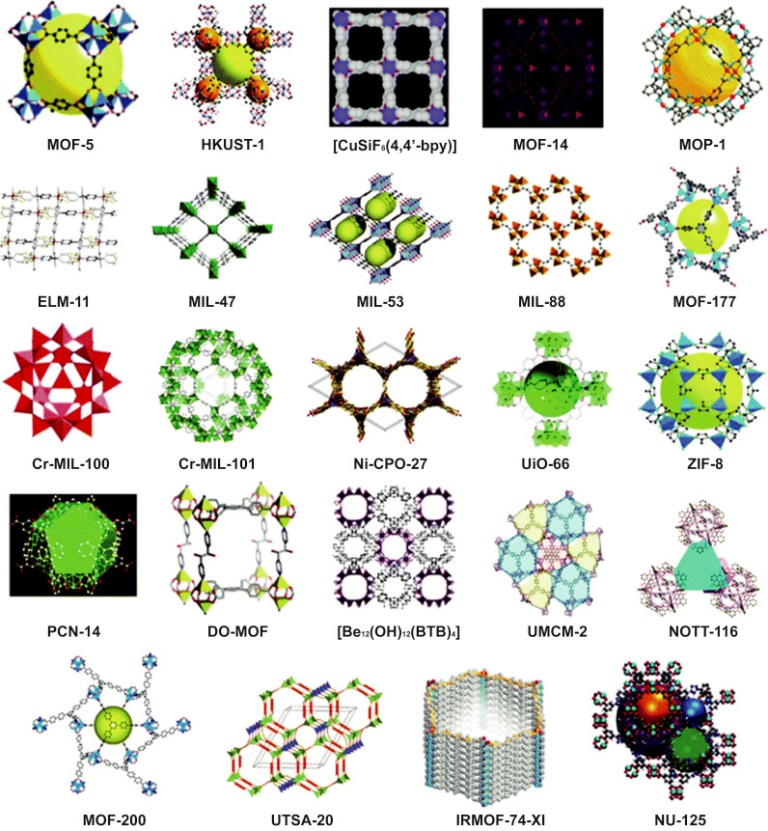 MOF-5 HKUST-1 [CuSiF₆(4,4'-bpy)] MOF-14 MOP-1
ELM-11 MIL-47 MIL-53 MIL-88 MOF-177
Cr-MIL-100 Cr-MIL-101 Ni-CPO-27 UiO-66 ZIF-8
PCN-14 DO-MOF [Be₁₂(OH)₁₂(BTB)₄] UMCM-2 NOTT-116
MOF-200 UTSA-20 IRMOF-74-XI NU-125